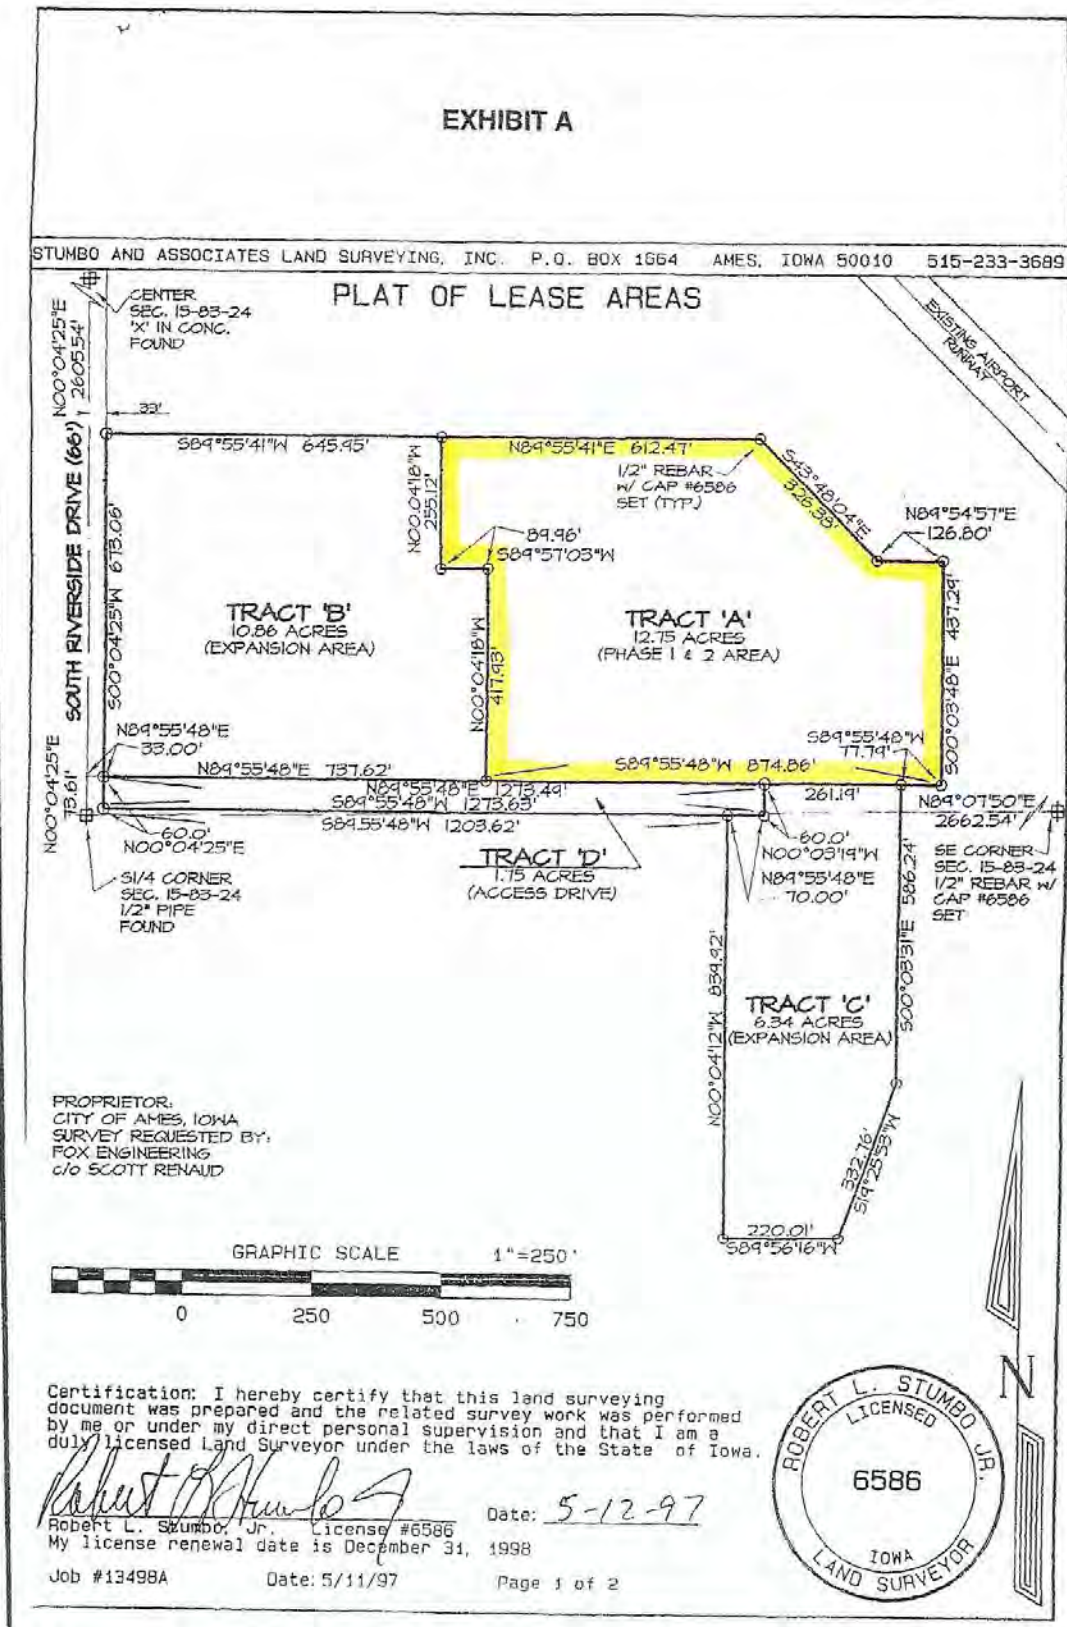 EXHIBIT A
STUMBO AND ASSOCIATES LAND SURVEYING, INC. P.O. BOX 1664 AMES, IOWA 50010 515-233-3689
PLAT OF LEASE AREAS
CENTER
SEC. 15-83-24
'X' IN CONC.
FOUND
N00°04'25"E
2605.54'
EXISTING AIRPORT
RUNWAY
33'
S89°55'41"W 645.95'
N89°55'41"E 612.47'
1/2" REBAR
W/ CAP #6586
SET (TYP.)
S43°48'04"E
326.38'
N89°54'57"E
126.80'
N00.04'18"W
255.12'
89.96'
S89°57'03"W
SOUTH RIVERSIDE DRIVE (66')
S00°04'25"W 673.06'
TRACT 'B'
10.86 ACRES
(EXPANSION AREA)
TRACT 'A'
12.75 ACRES
(PHASE 1 & 2 AREA)
N00°04'18"W
417.93'
S00°03'48"E 437.29'
N89°55'48"E
33.00'
S89°55'48"W
77.79'
N89°55'48"E 737.62'
S89°55'48"W 874.86'
N00°04'25"E
73.61'
N89°55'48"E 1273.49'
S89°55'48"W 1273.63'
S89.55'48"W 1203.62'
261.19'
N89°07'50"E
2662.54'
60.0'
N00°04'25"E
60.0'
N00°03'19"W
TRACT 'D'
1.75 ACRES
(ACCESS DRIVE)
N89°55'48"E
70.00'
SE CORNER
SEC. 15-83-24
1/2" REBAR W/
CAP #6586
SET
S1/4 CORNER
SEC. 15-83-24
1/2" PIPE
FOUND
N00°04'12"W 839.92'
S00°03'31"E 586.24'
TRACT 'C'
6.34 ACRES
(EXPANSION AREA)
332.76'
S19°25'53"W
220.01'
S89°56'16"W
PROPRIETOR:
CITY OF AMES, IOWA
SURVEY REQUESTED BY:
FOX ENGINEERING
c/o SCOTT RENAUD
GRAPHIC SCALE 1"=250'
0 250 500 750
N
Certification: I hereby certify that this land surveying
document was prepared and the related survey work was performed
by me or under my direct personal supervision and that I am a
duly licensed Land Surveyor under the laws of the State of Iowa.
Date: 5-12-97
Robert L. Stumbo, Jr. License #6586
My license renewal date is December 31, 1998
Job #13498A Date: 5/11/97 Page 1 of 2
ROBERT L. STUMBO JR.
LICENSED
6586
IOWA
LAND SURVEYOR